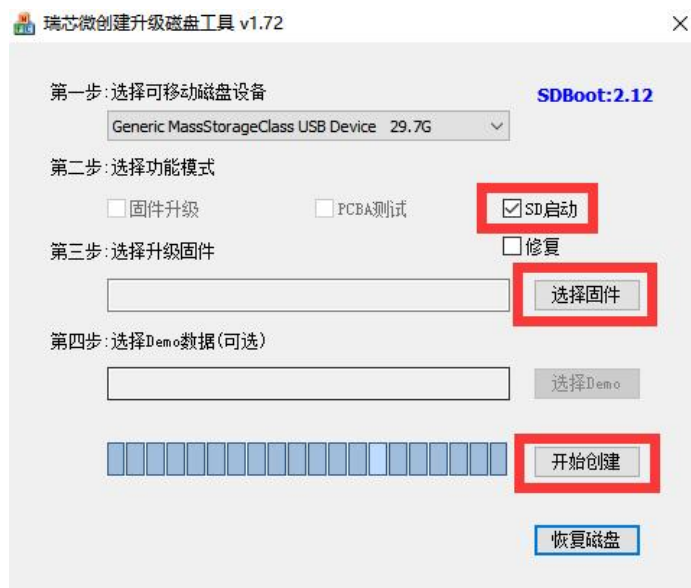 瑞芯微创建升级磁盘工具 v1.72
第一步:选择可移动磁盘设备
SDBoot:2.12
Generic MassStorageClass USB Device 29.7G
第二步:选择功能模式
固件升级 PCBA测试 SD启动
第三步:选择升级固件
修复
选择固件
第四步:选择Demo数据(可选)
选择Demo
开始创建
恢复磁盘